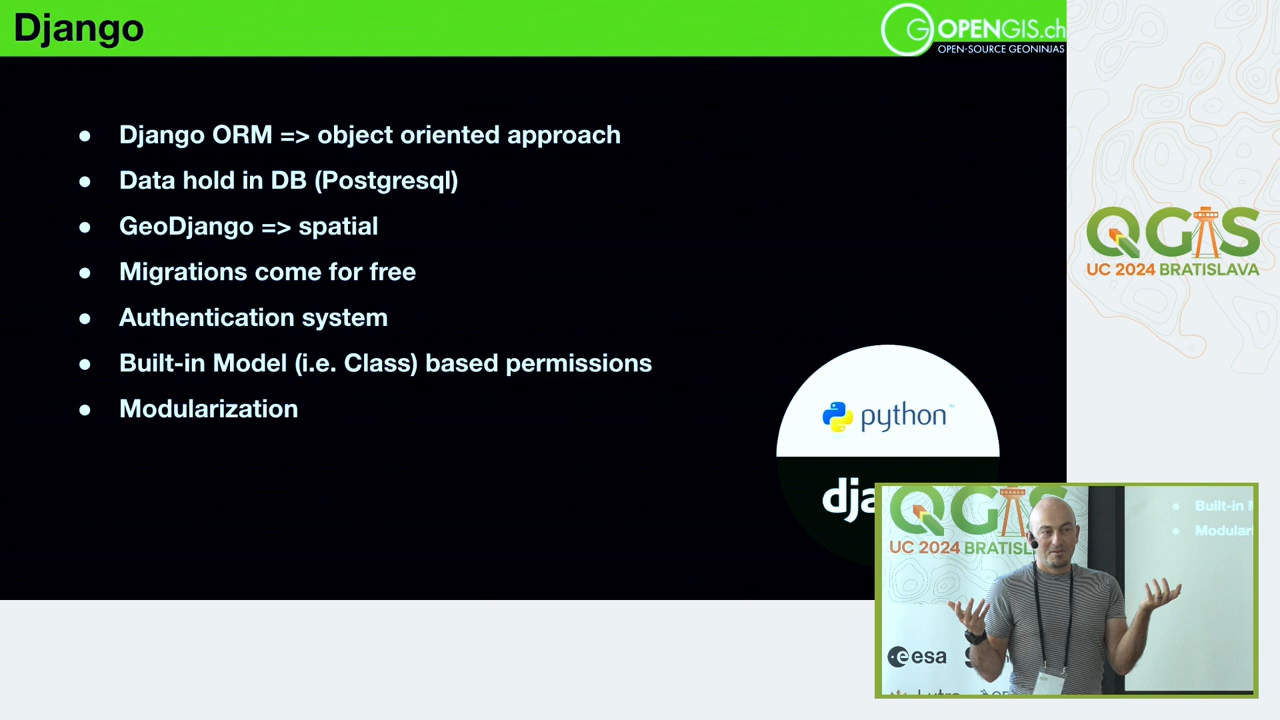 Django
OPENGIS.ch
OPEN-SOURCE GEONINJAS
● Django ORM => object oriented approach
● Data hold in DB (Postgresql)
● GeoDjango => spatial
● Migrations come for free
● Authentication system
● Built-in Model (i.e. Class) based permissions
● Modularization
python
dja
QGIS
UC 2024 BRATISLAVA
QGIS
UC 2024 BRATISL
● Built-in
● Modular
esa